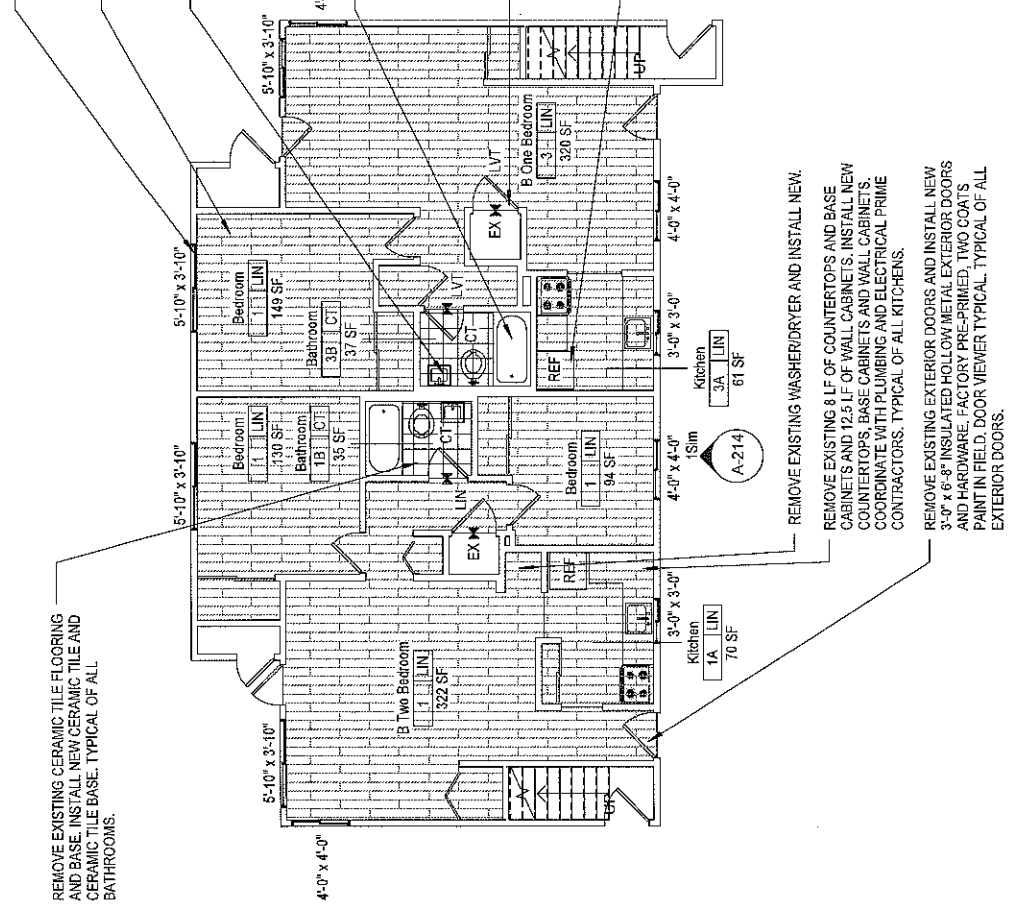 REMOVE EXISTING CERAMIC TILE FLOORING
AND BASE. INSTALL NEW CERAMIC TILE AND
CERAMIC TILE BASE. TYPICAL OF ALL
BATHROOMS.
4'-0" x 4'-0"
5'-10" x 3'-10"
5'-10" x 3'-10"
5'-10" x 3'-10"
5'-10" x 3'-10"
4'
Bedroom
1 LIN
130 SF
Bathroom
1B CT
35 SF
Bedroom
1 LIN
149 SF
Bathroom
3B CT
37 SF
B Two Bedroom
1 LIN
322 SF
LIN
EX
CT
CT
LVT
EX
LVT
B One Bedroom
3 LIN
320 SF
Bedroom
1 LIN
94 SF
REF
REF
UP
UP
3'-0" x 3'-0"
4'-0" x 4'-0"
3'-0" x 3'-0"
4'-0" x 4'-0"
Kitchen
1A LIN
70 SF
1Sim
A-214
Kitchen
3A LIN
61 SF
REMOVE EXISTING WASHER/DRYER AND INSTALL NEW.
REMOVE EXISTING 8 LF OF COUNTERTOPS AND BASE
CABINETS AND 12.5 LF OF WALL CABINETS. INSTALL NEW
COUNTERTOPS, BASE CABINETS AND WALL CABINETS.
COORDINATE WITH PLUMBING AND ELECTRICAL PRIME
CONTRACTORS. TYPICAL OF ALL KITCHENS.
REMOVE EXISTING EXTERIOR DOORS AND INSTALL NEW
3'-0" x 6'-8" INSULATED HOLLOW METAL EXTERIOR DOORS
AND HARDWARE, FACTORY PRE-PRIMED, TWO COATS
PAINT IN FIELD, DOOR VIEWER TYPICAL. TYPICAL OF ALL
EXTERIOR DOORS.